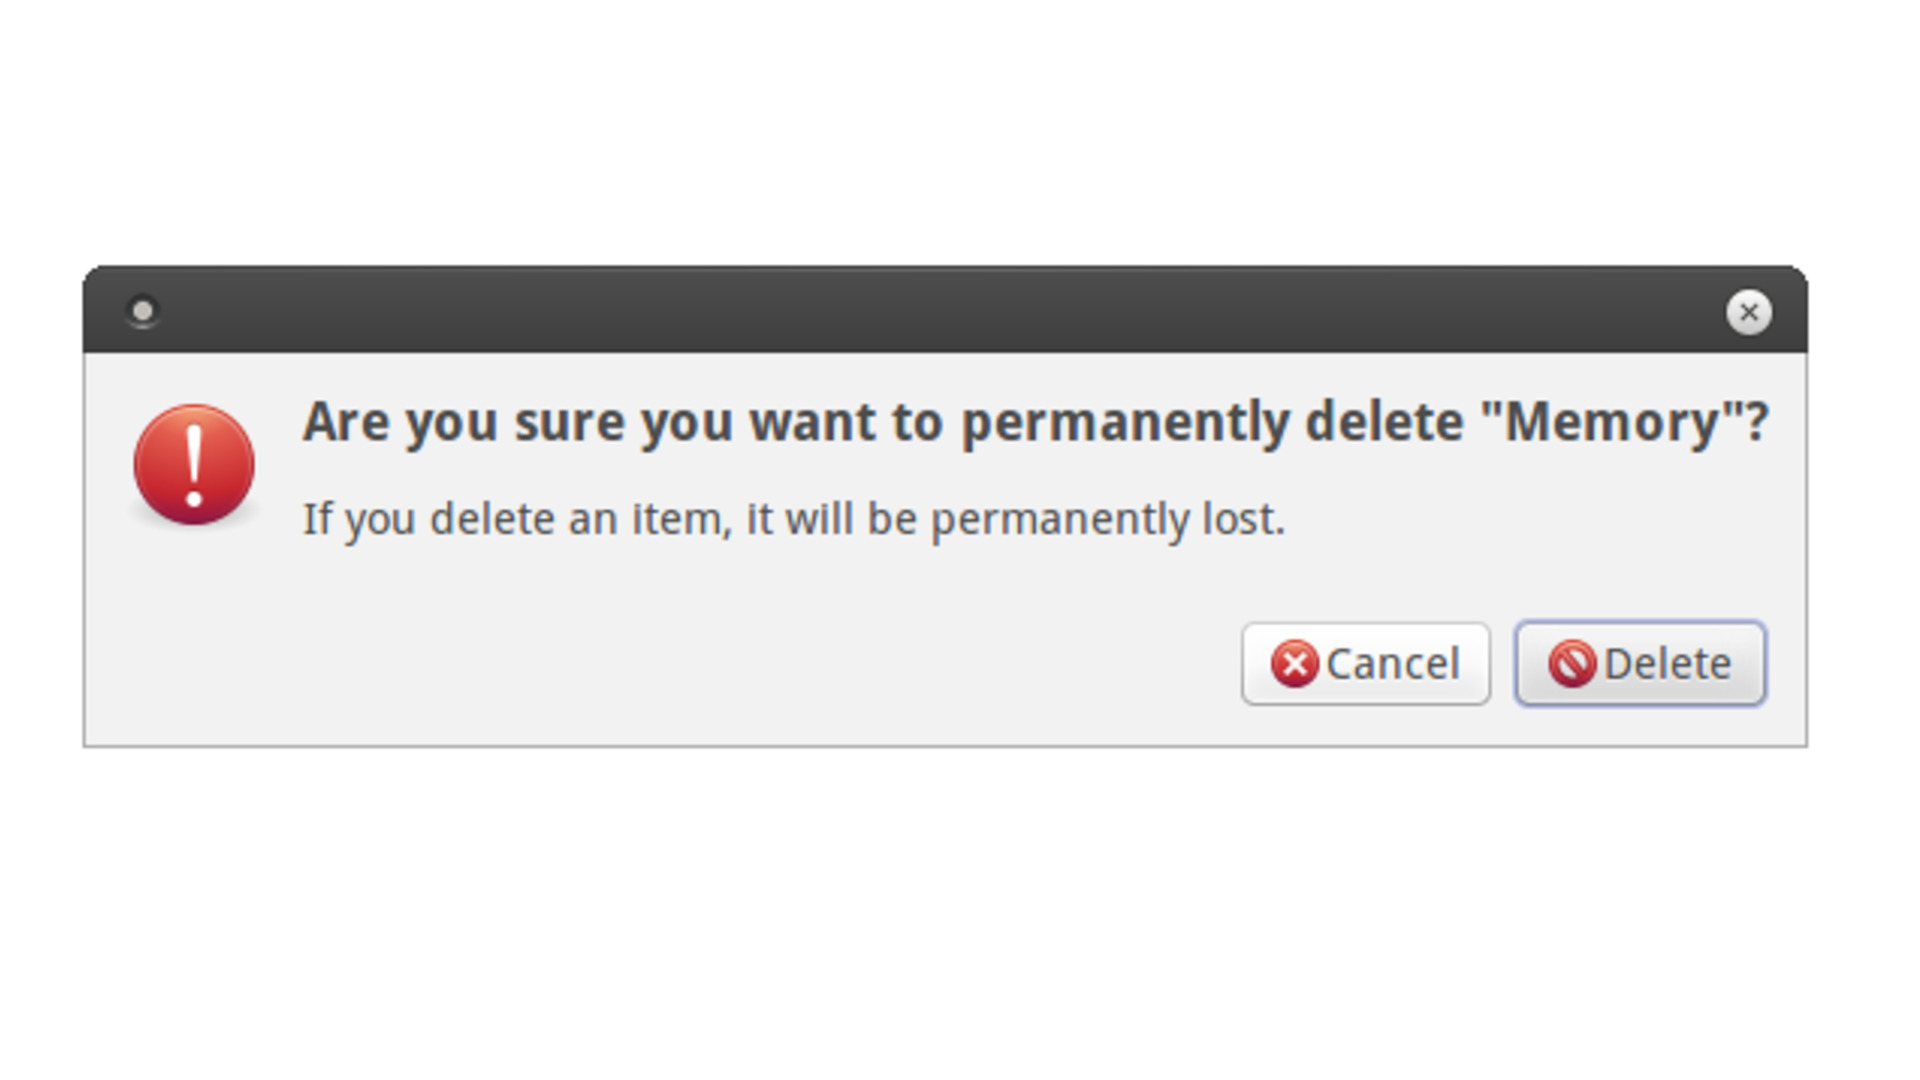 Are you sure you want to permanently delete "Memory"?
If you delete an item, it will be permanently lost.
Cancel Delete